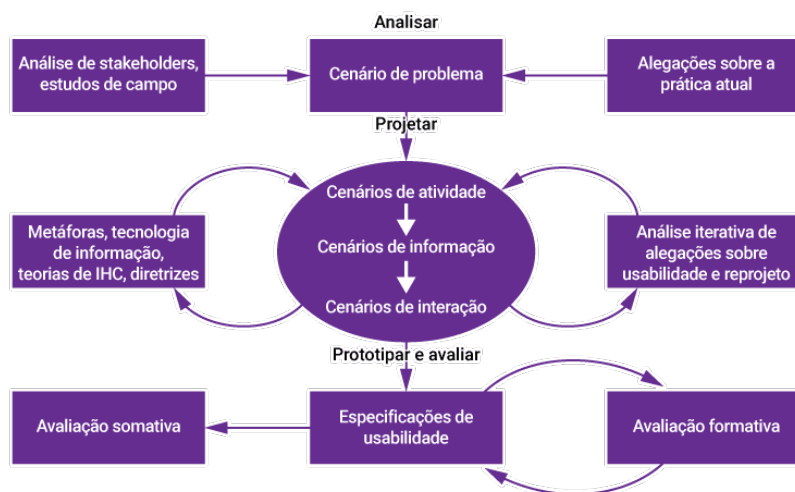 Analisar
Análise de stakeholders,
estudos de campo
Cenário de problema
Alegações sobre a
prática atual
Projetar
Cenários de atividade
Cenários de informação
Cenários de interação
Metáforas, tecnologia
de informação,
teorias de IHC, diretrizes
Análise iterativa de
alegações sobre
usabilidade e reprojeto
Prototipar e avaliar
Avaliação somativa
Especificações de
usabilidade
Avaliação formativa